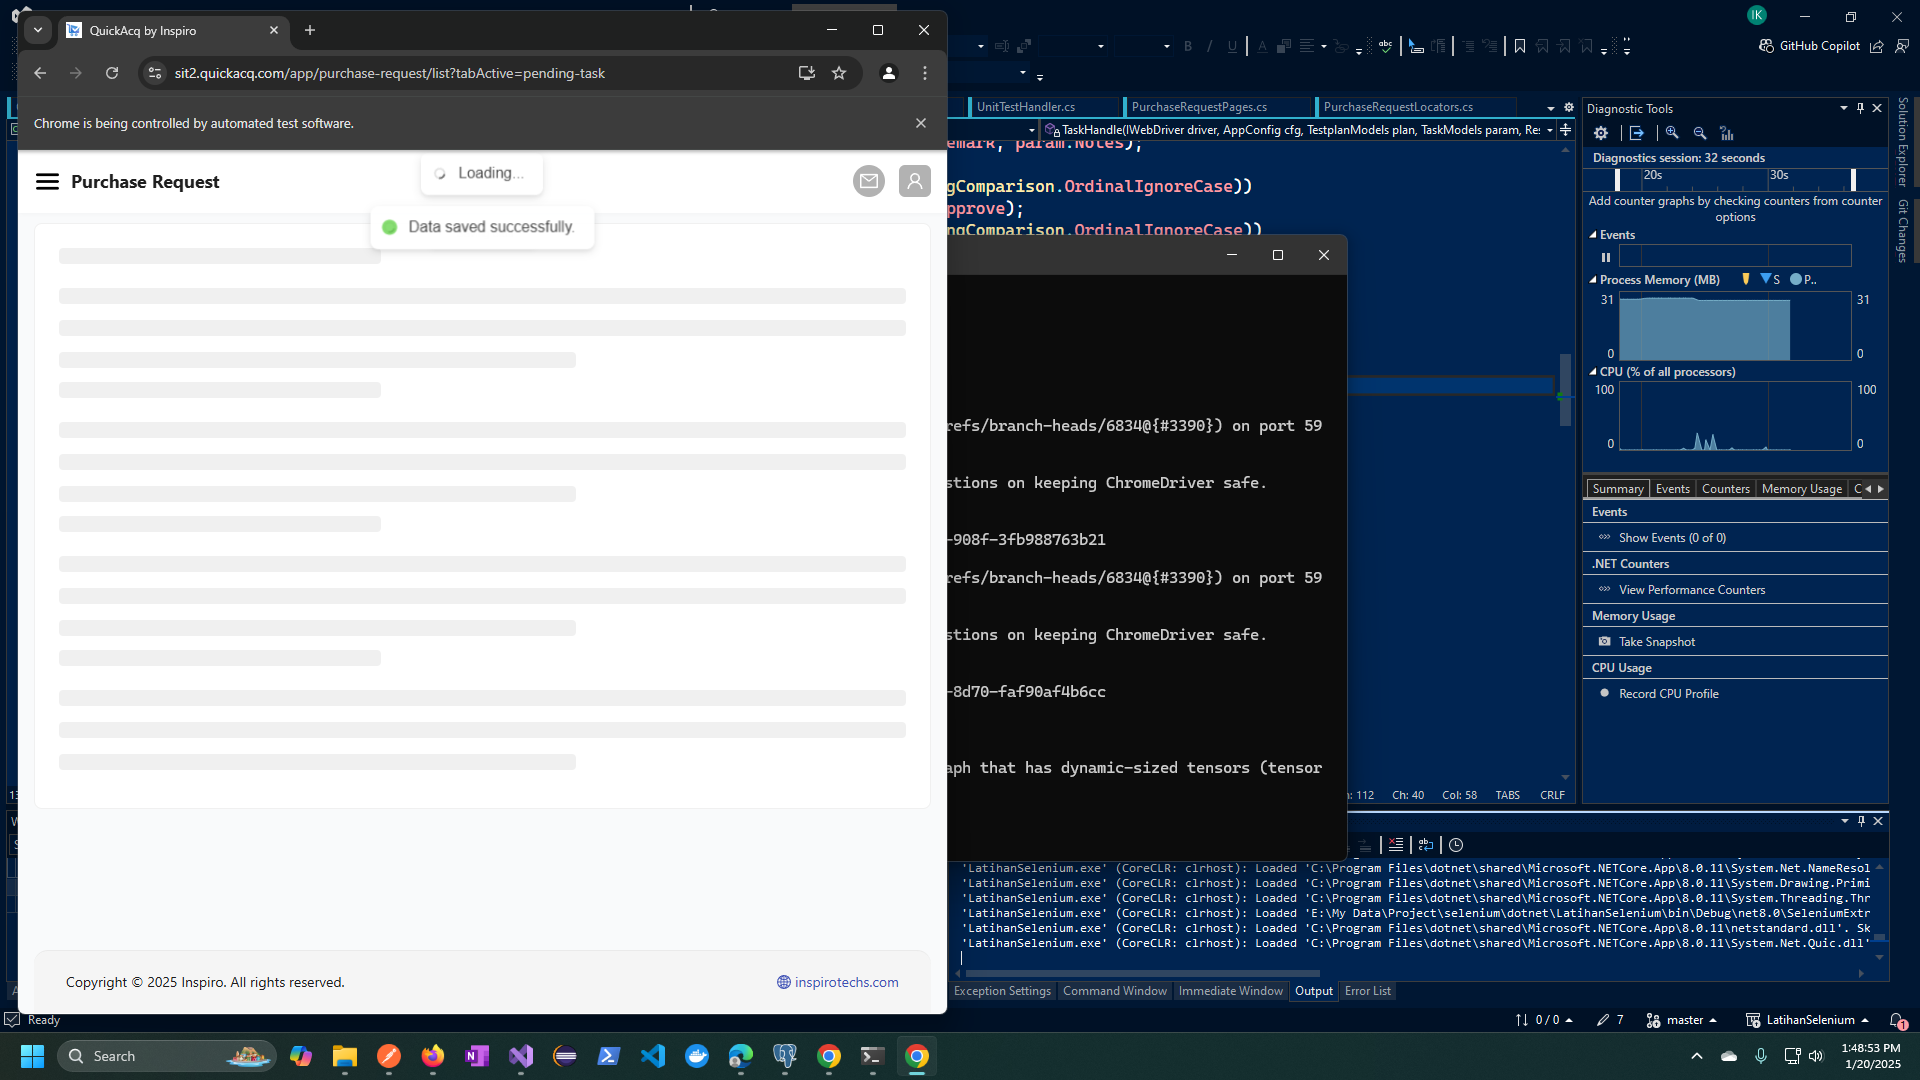 QuickAcq by Inspiro
sit2.quickacq.com/app/purchase-request/list?tabActive=pending-task
Chrome is being controlled by automated test software.
Purchase Request
Loading...
Data saved successfully.
Copyright © 2025 Inspiro. All rights reserved.
inspirotechs.com
IK
GitHub Copilot
UnitTestHandler.cs
PurchaseRequestPages.cs
PurchaseRequestLocators.cs
TaskHandle(IWebDriver driver, AppConfig cfg, TestplanModels plan, TaskModels param, Res
emark, param.Notes);
gComparison.OrdinalIgnoreCase))
pprove);
ngComparison.OrdinalIgnoreCase))
refs/branch-heads/6834@{#3390}) on port 59
stions on keeping ChromeDriver safe.
-908f-3fb988763b21
refs/branch-heads/6834@{#3390}) on port 59
stions on keeping ChromeDriver safe.
-8d70-faf90af4b6cc
aph that has dynamic-sized tensors (tensor
: 112 Ch: 40 Col: 58 TABS CRLF
Diagnostic Tools
Diagnostics session: 32 seconds
20s 30s
Add counter graphs by checking counters from counter
options
Events
Process Memory (MB) S P..
31 31
0 0
CPU (% of all processors)
100 100
0 0
Summary Events Counters Memory Usage C
Events
Show Events (0 of 0)
.NET Counters
View Performance Counters
Memory Usage
Take Snapshot
CPU Usage
Record CPU Profile
Solution Explorer
Git Changes
'LatihanSelenium.exe' (CoreCLR: clrhost): Loaded 'C:\Program Files\dotnet\shared\Microsoft.NETCore.App\8.0.11\System.Net.NameResol
'LatihanSelenium.exe' (CoreCLR: clrhost): Loaded 'C:\Program Files\dotnet\shared\Microsoft.NETCore.App\8.0.11\System.Drawing.Primi
'LatihanSelenium.exe' (CoreCLR: clrhost): Loaded 'C:\Program Files\dotnet\shared\Microsoft.NETCore.App\8.0.11\System.Threading.Thr
'LatihanSelenium.exe' (CoreCLR: clrhost): Loaded 'E:\My Data\Project\selenium\dotnet\LatihanSelenium\bin\Debug\net8.0\SeleniumExtr
'LatihanSelenium.exe' (CoreCLR: clrhost): Loaded 'C:\Program Files\dotnet\shared\Microsoft.NETCore.App\8.0.11\netstandard.dll'. Sk
'LatihanSelenium.exe' (CoreCLR: clrhost): Loaded 'C:\Program Files\dotnet\shared\Microsoft.NETCore.App\8.0.11\System.Net.Quic.dll'
Exception Settings Command Window Immediate Window Output Error List
Ready
0 / 0 7 master LatihanSelenium 1
Search
1:48:53 PM
1/20/2025